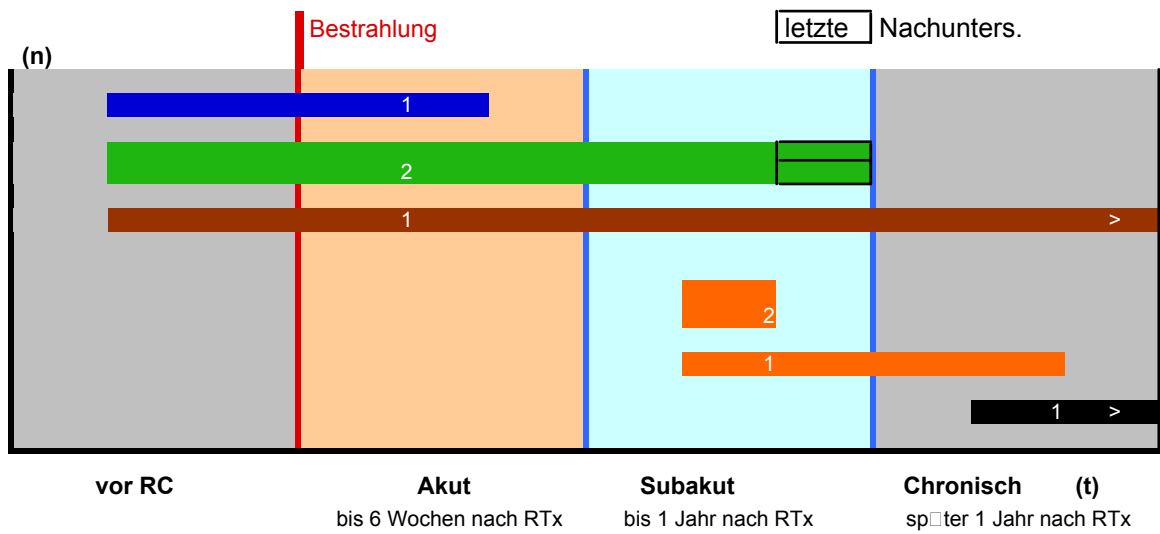 Bestrahlung
letzte Nachunters.
(n)
1
2
1 >
2
1
1 >
vor RC Akut Subakut Chronisch (t)
bis 6 Wochen nach RTx bis 1 Jahr nach RTx sp□ter 1 Jahr nach RTx